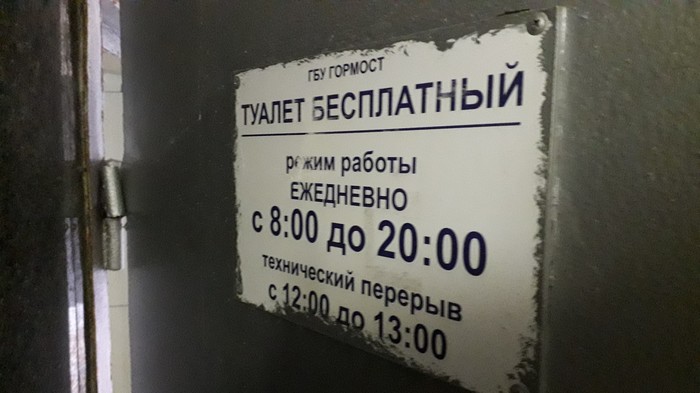 ГБУ ГОРМОСТ
ТУАЛЕТ БЕСПЛАТНЫЙ
режим работы
ЕЖЕДНЕВНО
с 8:00 до 20:00
технический перерыв
с 12:00 до 13:00